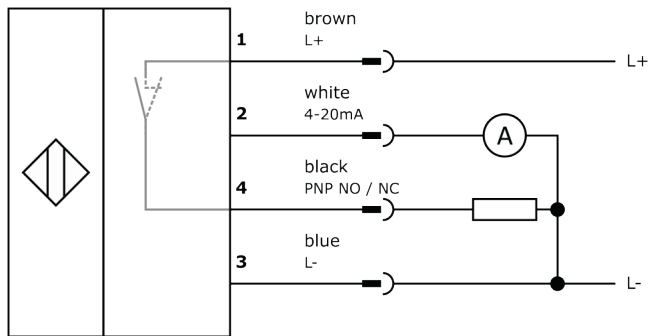 brown
1
L+
L+
white
2
4-20mA
A
black
4
PNP NO / NC
blue
3
L-
L-